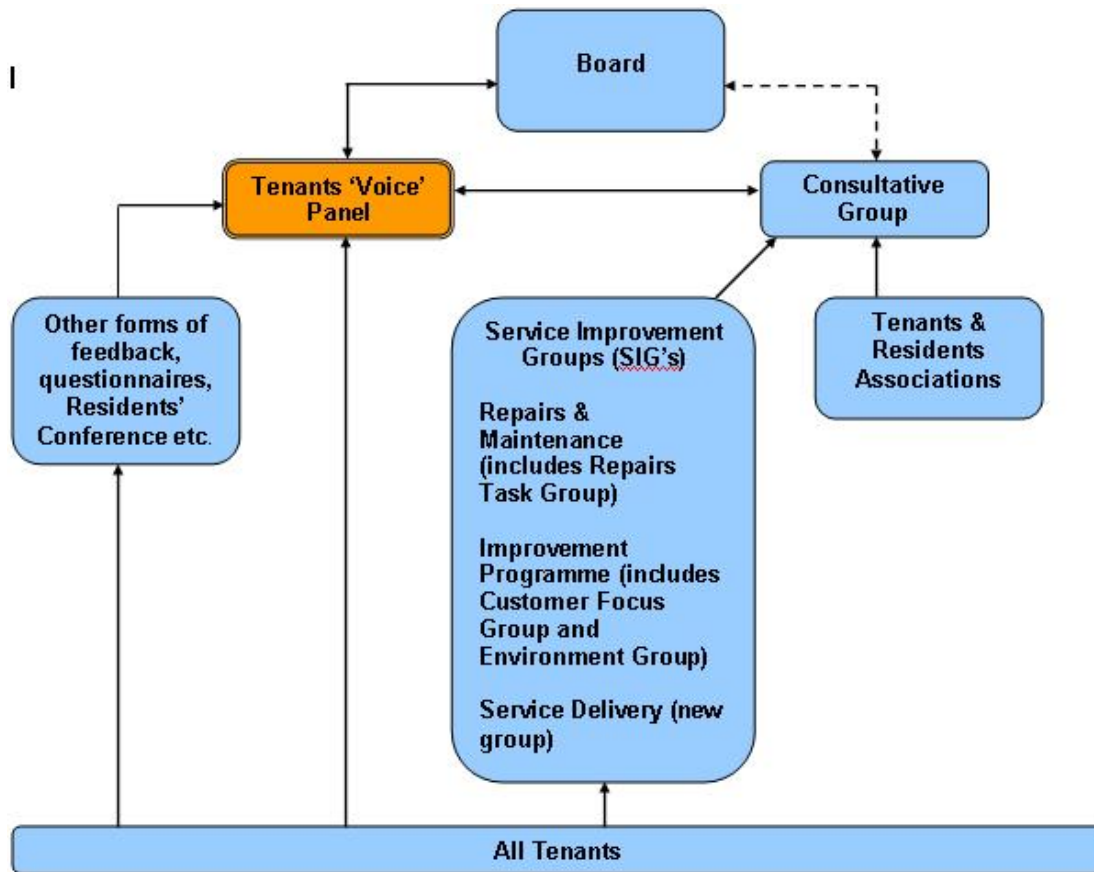 l
Board
Tenants ‘Voice’
Panel
Consultative
Group
Other forms of
feedback,
questionnaires,
Residents’
Conference etc.
Service Improvement
Groups (SIG’s)
Repairs &
Maintenance
(includes Repairs
Task Group)
Improvement
Programme (includes
Customer Focus
Group and
Environment Group)
Service Delivery (new
group)
Tenants &
Residents
Associations
All Tenants